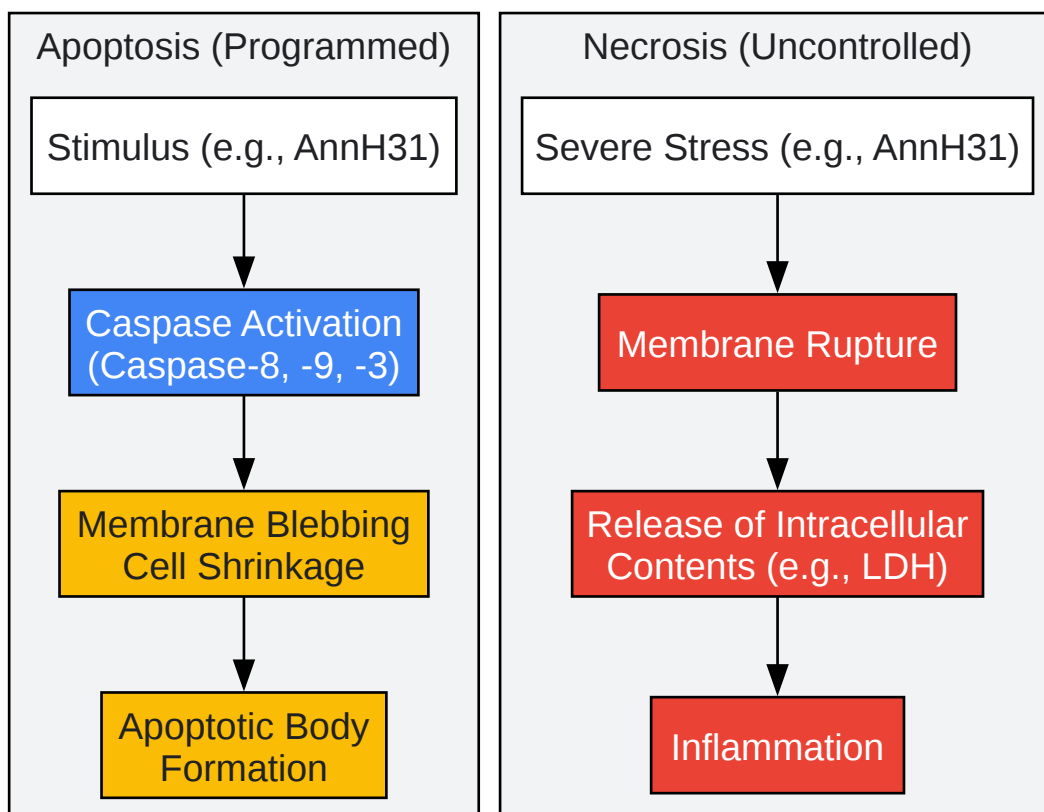 Apoptosis (Programmed)
Stimulus (e.g., AnnH31)
Caspase Activation
(Caspase-8, -9, -3)
Membrane Blebbing
Cell Shrinkage
Apoptotic Body
Formation
Necrosis (Uncontrolled)
Severe Stress (e.g., AnnH31)
Membrane Rupture
Release of Intracellular
Contents (e.g., LDH)
Inflammation